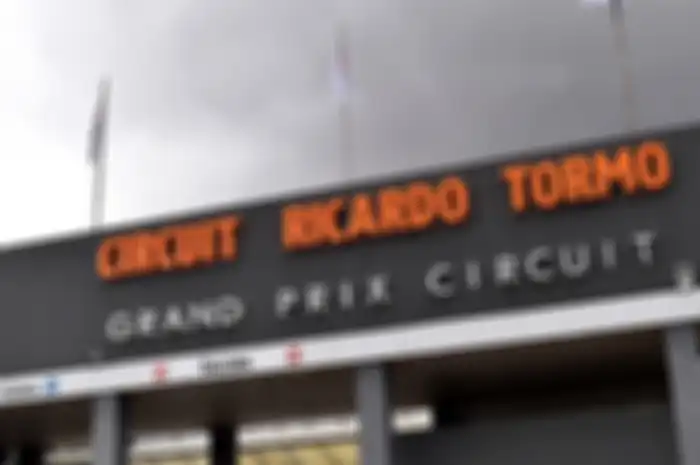 CIRCUIT RICARDO TORMO
GRAND PRIX CIRCUIT